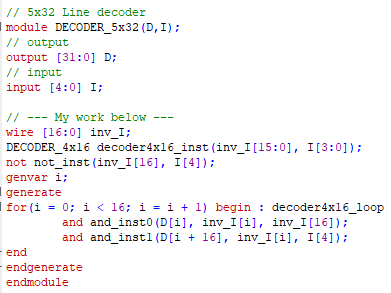 // 5x32 Line decoder
module DECODER_5x32(D,I);
// output
output [31:0] D;
// input
input [4:0] I;
// --- My work below ---
wire [16:0] inv_I;
DECODER_4x16 decoder4x16_inst(inv_I[15:0], I[3:0]);
not not_inst(inv_I[16], I[4]);
genvar i;
generate
for(i = 0; i < 16; i = i + 1) begin : decoder4x16_loop
and and_inst0(D[i], inv_I[i], inv_I[16]);
and and_inst1(D[i + 16], inv_I[i], I[4]);
end
endgenerate
endmodule